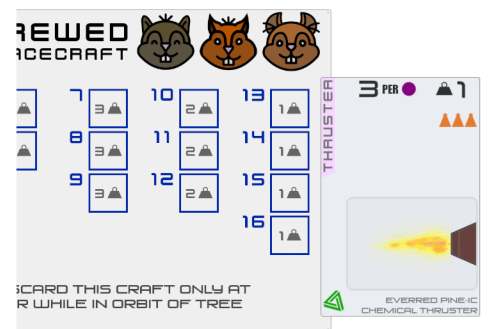 REWED
ACECRAFT
7 10 13
3 2 1
8 11 14
3 2 1
9 12 15
3 2 1
16
1
SCARD THIS CRAFT ONLY AT
R WHILE IN ORBIT OF TREE
THRUSTER
3 PER 1
EVERRED PINE-IC
CHEMICAL THRUSTER